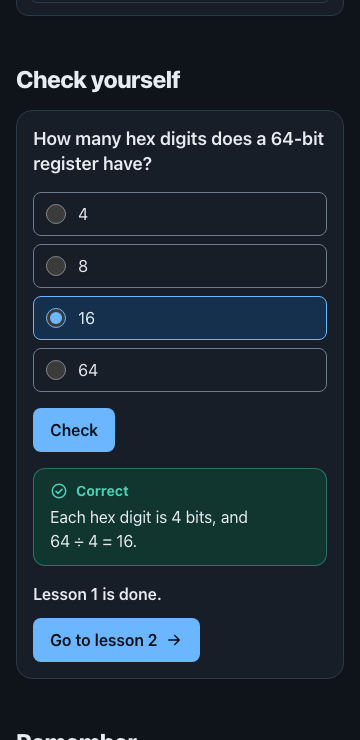 Check yourself
How many hex digits does a 64-bit
register have?
4
8
16
64
Check
Correct
Each hex digit is 4 bits, and
64 ÷ 4 = 16.
Lesson 1 is done.
Go to lesson 2 →
Remember